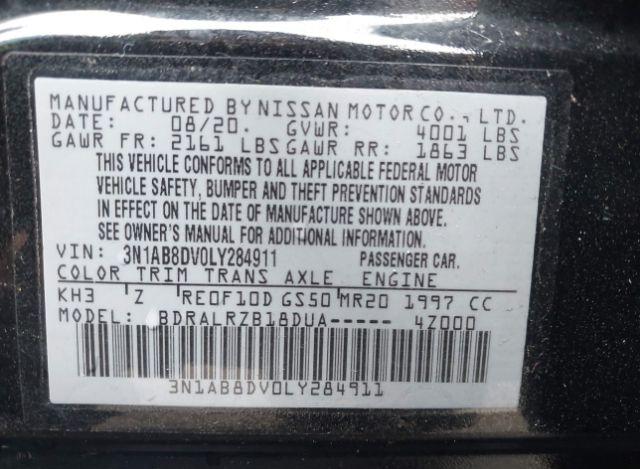 MANUFACTURED BY NISSAN MOTOR CO., LTD.
DATE: 08/20. GVWR: 4001 LBS
GAWR FR: 2161 LBS GAWR RR: 1863 LBS
THIS VEHICLE CONFORMS TO ALL APPLICABLE FEDERAL MOTOR
VEHICLE SAFETY, BUMPER AND THEFT PREVENTION STANDARDS
IN EFFECT ON THE DATE OF MANUFACTURE SHOWN ABOVE.
SEE OWNER'S MANUAL FOR ADDITIONAL INFORMATION.
VIN: 3N1AB8DV0LY284911 PASSENGER CAR.
COLOR TRIM TRANS AXLE ENGINE
KH3 Z RE0F10D GS50 MR20 1997 CC
MODEL: BDRALRZB18DUA----- 4Z000
3N1AB8DV0LY284911